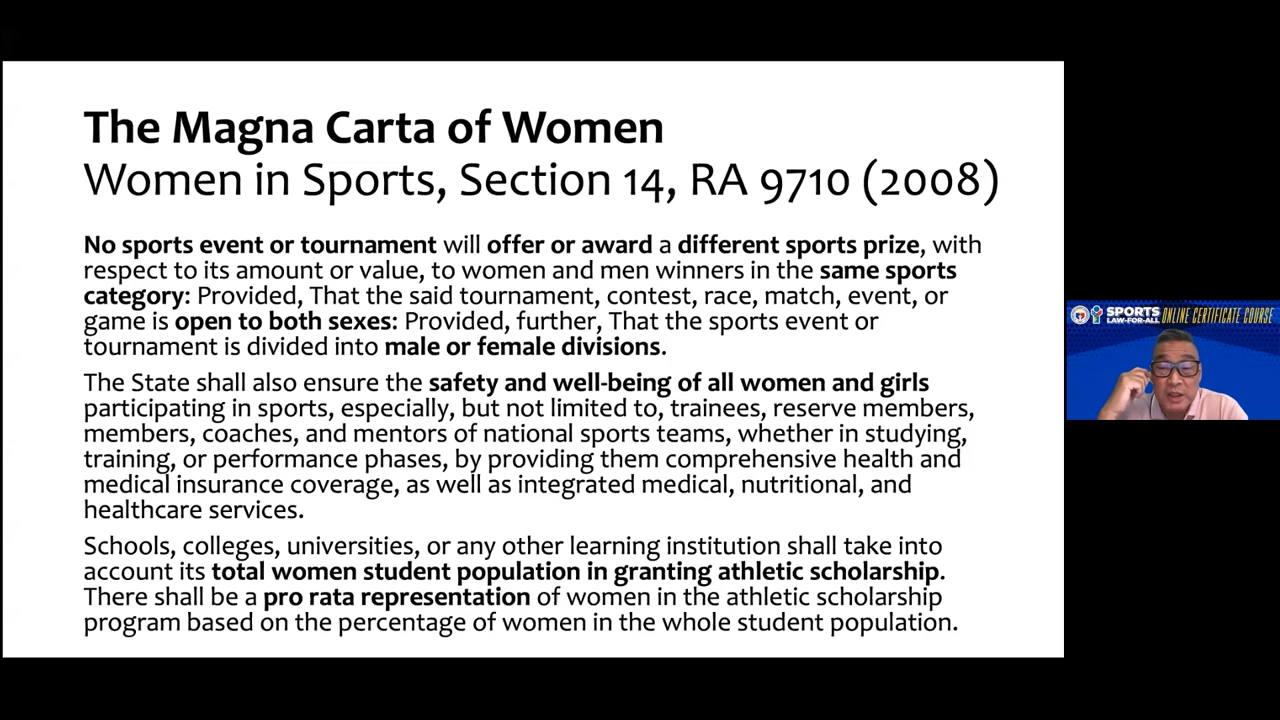 The Magna Carta of Women
Women in Sports, Section 14, RA 9710 (2008)
No sports event or tournament will offer or award a different sports prize, with
respect to its amount or value, to women and men winners in the same sports
category: Provided, That the said tournament, contest, race, match, event, or
game is open to both sexes: Provided, further, That the sports event or
tournament is divided into male or female divisions.
The State shall also ensure the safety and well-being of all women and girls
participating in sports, especially, but not limited to, trainees, reserve members,
members, coaches, and mentors of national sports teams, whether in studying,
training, or performance phases, by providing them comprehensive health and
medical insurance coverage, as well as integrated medical, nutritional, and
healthcare services.
Schools, colleges, universities, or any other learning institution shall take into
account its total women student population in granting athletic scholarship.
There shall be a pro rata representation of women in the athletic scholarship
program based on the percentage of women in the whole student population.
SPORTS
LAW-FOR-ALL
ONLINE CERTIFICATE COURSE